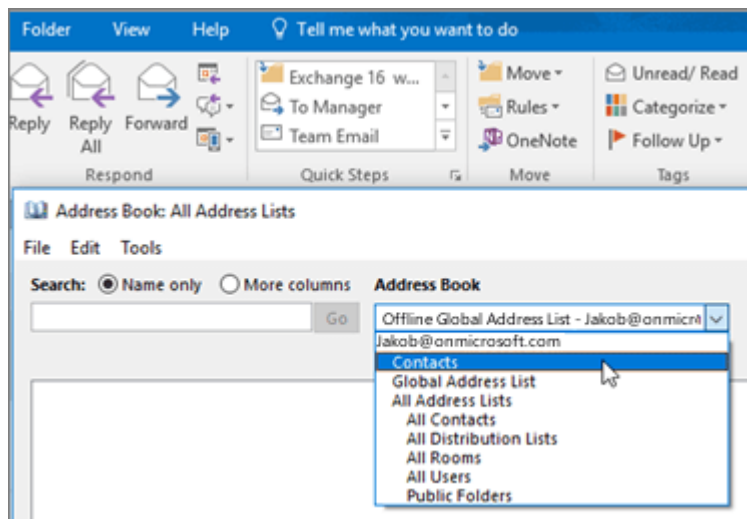 Folder View Help Tell me what you want to do
Exchange 16 w... Move Unread/ Read
To Manager Rules Categorize
Reply Reply All Forward Team Email OneNote Follow Up
Respond Quick Steps Move Tags
Address Book: All Address Lists
File Edit Tools
Search: Name only More columns Address Book
Go Offline Global Address List - Jakob@onmicr
Jakob@onmicrosoft.com
Contacts
Global Address List
All Address Lists
All Contacts
All Distribution Lists
All Rooms
All Users
Public Folders